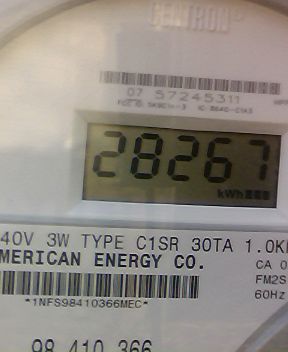 CENTRON
07 57245311
28267
kWh
40V 3W TYPE C1SR 30TA 1.0K
MERICAN ENERGY CO.
CA 0
FM2S
60Hz
*1NFS98410366MEC*
98 410 366